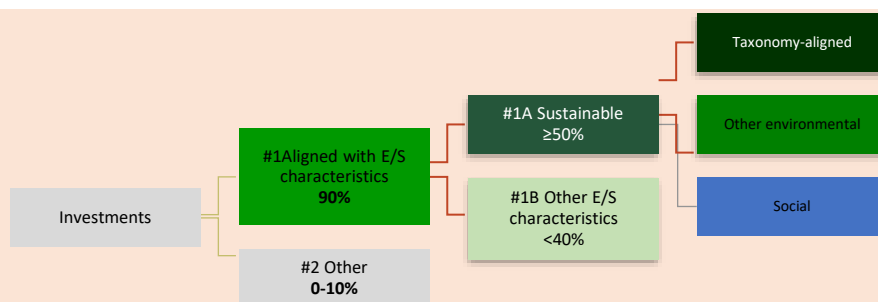 Investments
#1Aligned with E/S
characteristics
90%
#2 Other
0-10%
#1A Sustainable
≥50%
#1B Other E/S
characteristics
<40%
Taxonomy-aligned
Other environmental
Social